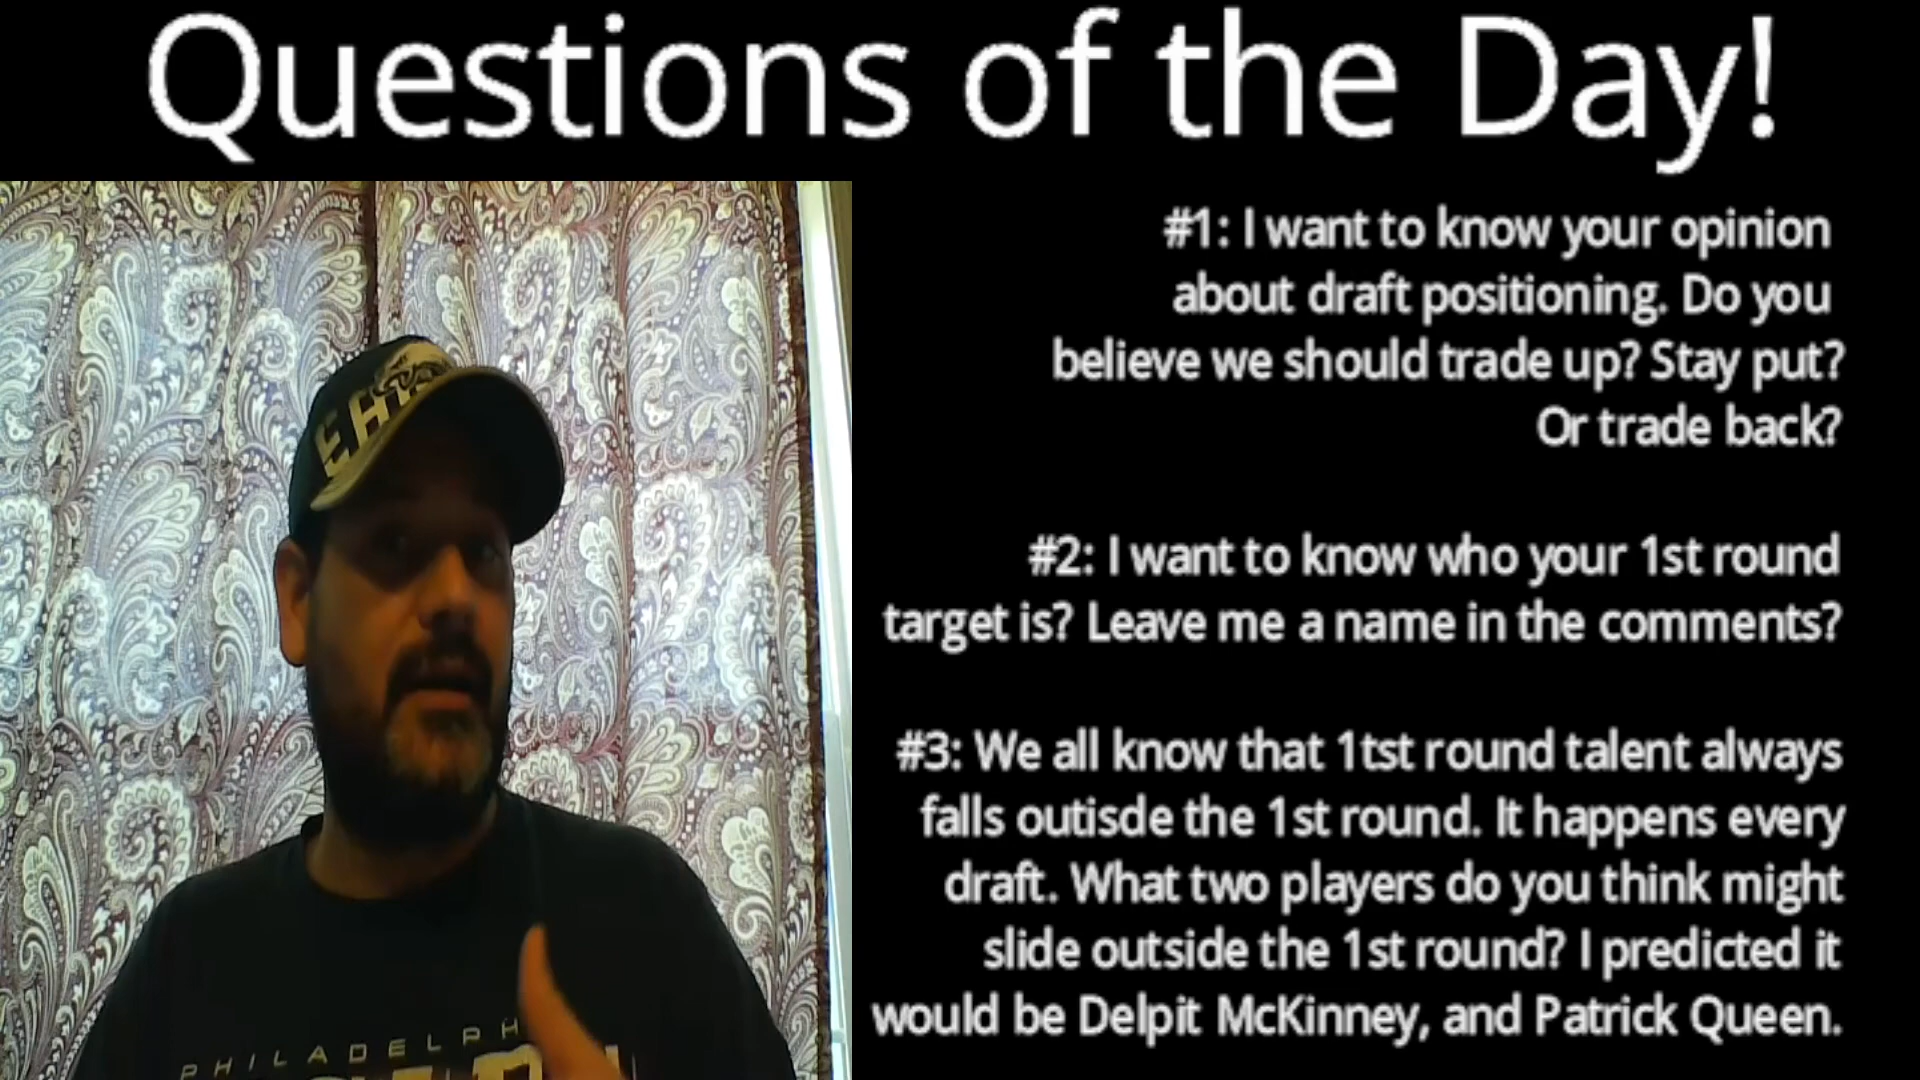 Questions of the Day!
#1: I want to know your opinion
about draft positioning. Do you
believe we should trade up? Stay put?
Or trade back?
#2: I want to know who your 1st round
target is? Leave me a name in the comments?
#3: We all know that 1tst round talent always
falls outisde the 1st round. It happens every
draft. What two players do you think might
slide outside the 1st round? I predicted it
would be Delpit McKinney, and Patrick Queen.
PHILADELPH